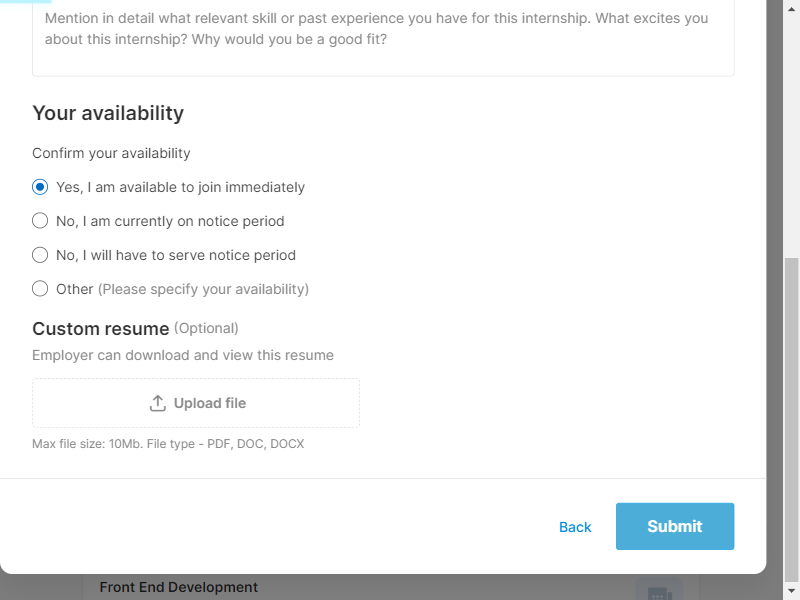 Mention in detail what relevant skill or past experience you have for this internship. What excites you
about this internship? Why would you be a good fit?
Your availability
Confirm your availability
Yes, I am available to join immediately
No, I am currently on notice period
No, I will have to serve notice period
Other (Please specify your availability)
Custom resume (Optional)
Employer can download and view this resume
Upload file
Max file size: 10Mb. File type - PDF, DOC, DOCX
Back
Submit
Front End Development